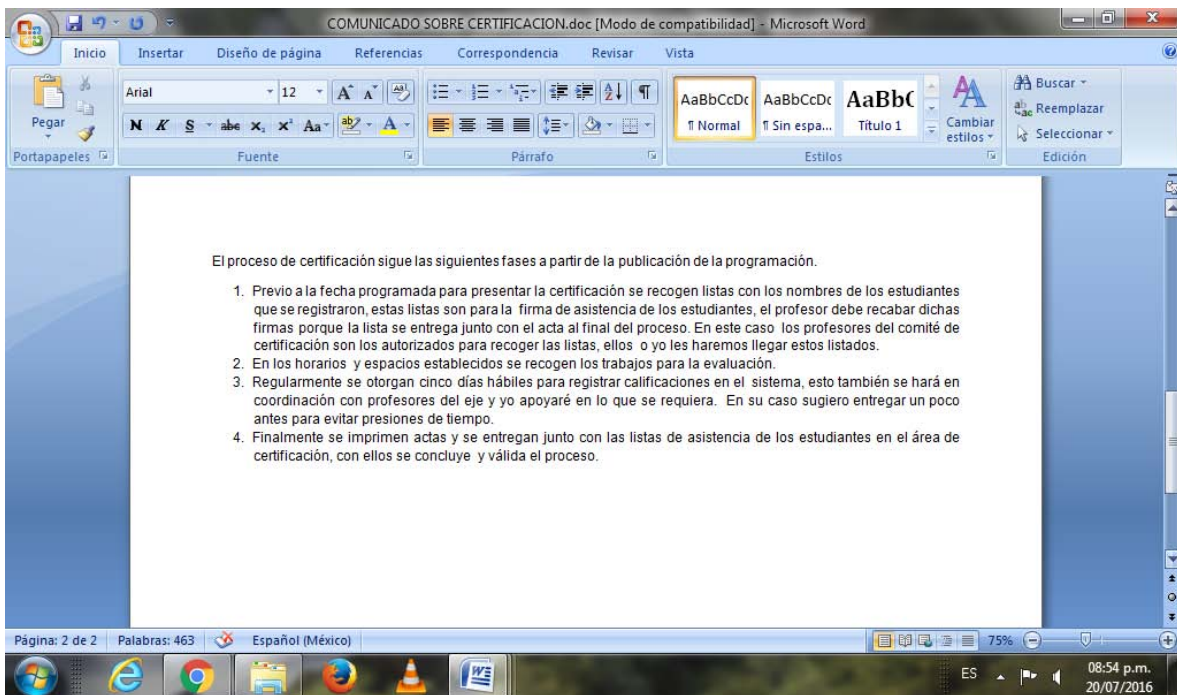 COMUNICADO SOBRE CERTIFICACION.doc [Modo de compatibilidad] - Microsoft Word
Inicio Insertar Diseño de página Referencias Correspondencia Revisar Vista
Pegar
Arial 12
N K S abe x₂ x² Aa
AaBbCcDc AaBbCcDc AaBbC
¶ Normal ¶ Sin espa... Título 1
Cambiar estilos
Buscar
Reemplazar
Seleccionar
Portapapeles Fuente Párrafo Estilos Edición
El proceso de certificación sigue las siguientes fases a partir de la publicación de la programación.
1. Previo a la fecha programada para presentar la certificación se recogen listas con los nombres de los estudiantes
que se registraron, estas listas son para la firma de asistencia de los estudiantes, el profesor debe recabar dichas
firmas porque la lista se entrega junto con el acta al final del proceso. En este caso los profesores del comité de
certificación son los autorizados para recoger las listas, ellos o yo les haremos llegar estos listados.
2. En los horarios y espacios establecidos se recogen los trabajos para la evaluación.
3. Regularmente se otorgan cinco días hábiles para registrar calificaciones en el sistema, esto también se hará en
coordinación con profesores del eje y yo apoyaré en lo que se requiera. En su caso sugiero entregar un poco
antes para evitar presiones de tiempo.
4. Finalmente se imprimen actas y se entregan junto con las listas de asistencia de los estudiantes en el área de
certificación, con ellos se concluye y válida el proceso.
Página: 2 de 2 Palabras: 463 Español (México) 75%
ES 08:54 p.m.
20/07/2016